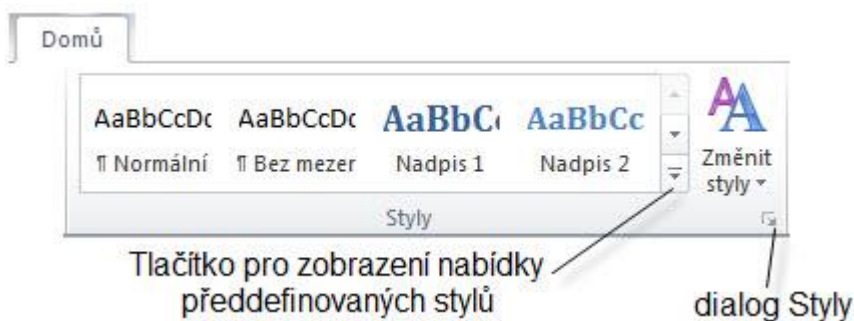 Domů
AaBbCcDc AaBbCcDc AaBbC AaBbCc
¶ Normální ¶ Bez mezer Nadpis 1 Nadpis 2
Změnit
styly
Styly
Tlačítko pro zobrazení nabídky
předdefinovaných stylů
dialog Styly